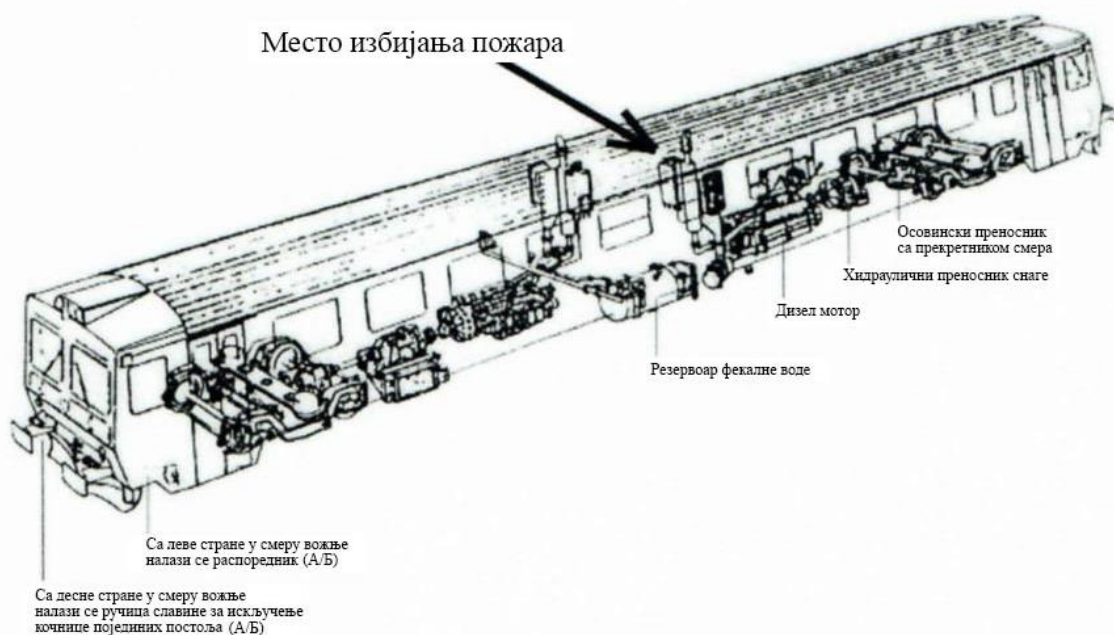 Место избијања пожара
Осовински преносник
са прекретником смера
Хидраулични преносник снаге
Дизел мотор
Резервоар фекалне воде
Са леве стране у смеру вожње
налази се распоредник (А/Б)
Са десне стране у смеру вожње
налази се ручица славине за искључење
кочнице појединих постоља (А/Б)